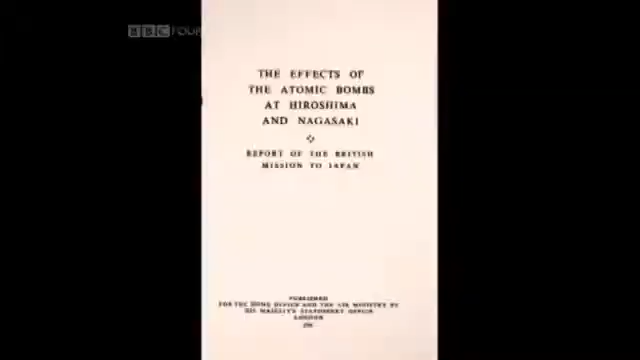 BBC FOUR
THE EFFECTS OF
THE ATOMIC BOMBS
AT HIROSHIMA
AND NAGASAKI
REPORT OF THE BRITISH
MISSION TO JAPAN
PUBLISHED
FOR THE HOME OFFICE AND THE AIR MINISTRY BY
HIS MAJESTY'S STATIONERY OFFICE
LONDON